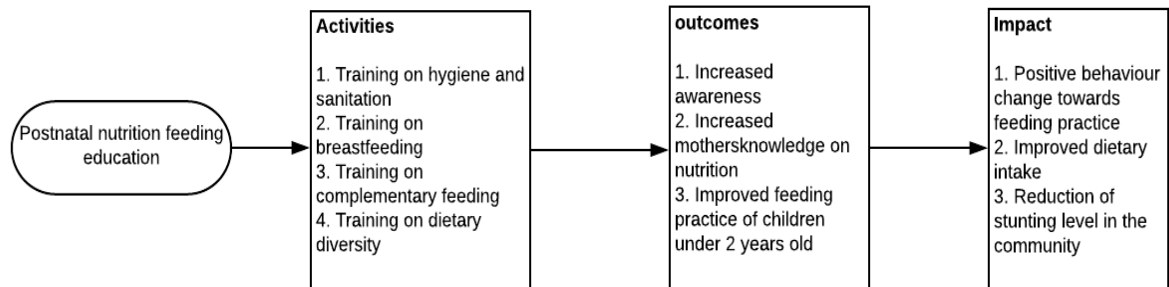 Postnatal nutrition feeding
education
Activities
1. Training on hygiene and
sanitation
2. Training on
breastfeeding
3. Training on
complementary feeding
4. Training on dietary
diversity
outcomes
1. Increased
awareness
2. Increased
mothersknowledge on
nutrition
3. Improved feeding
practice of children
under 2 years old
Impact
1. Positive behaviour
change towards
feeding practice
2. Improved dietary
intake
3. Reduction of
stunting level in the
community